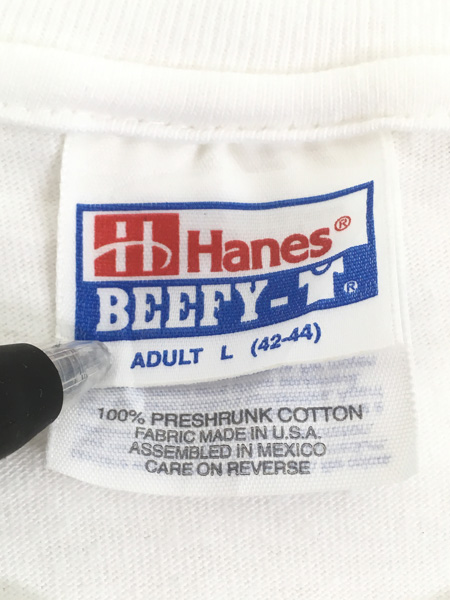 Hanes®
BEEFY-T®
ADULT L (42-44)
100% PRESHRUNK COTTON
FABRIC MADE IN U.S.A.
ASSEMBLED IN MEXICO
CARE ON REVERSE